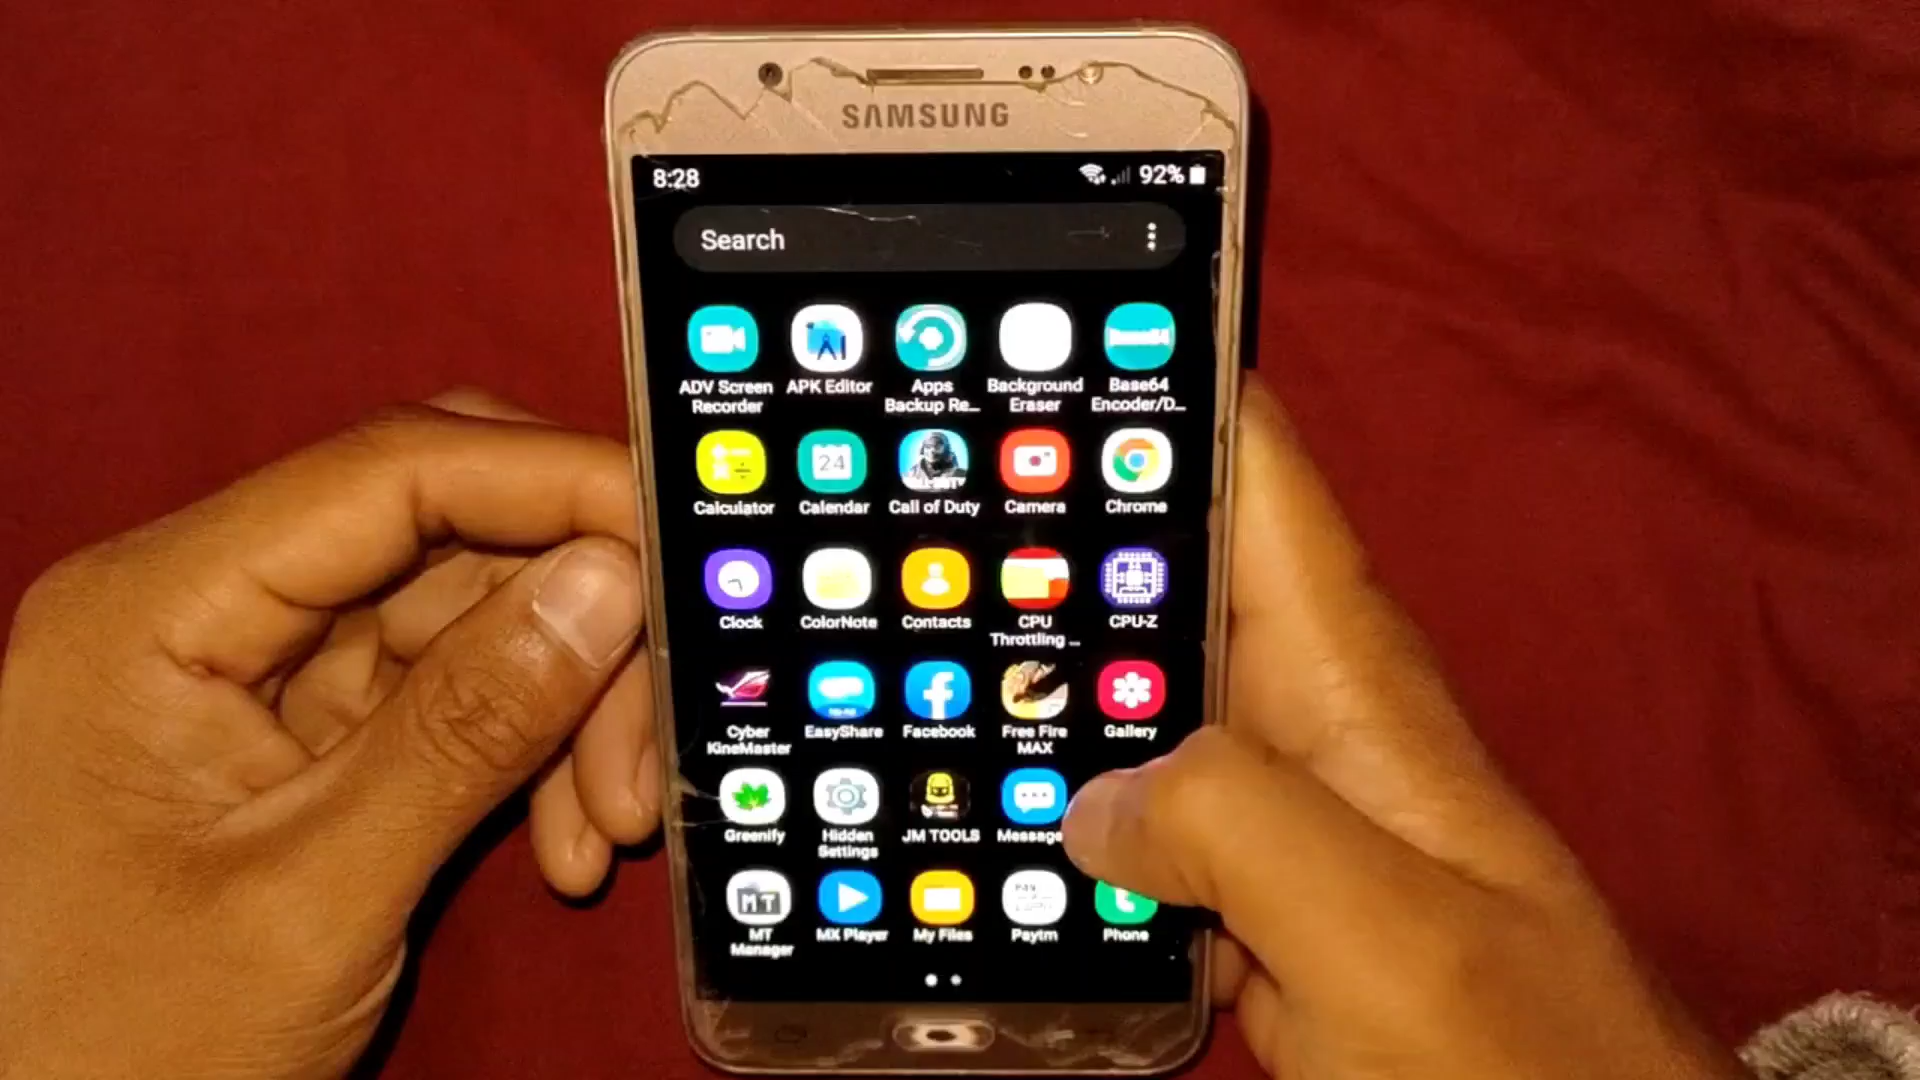 SAMSUNG
8:28 92%
Search
ADV Screen Recorder
APK Editor
Apps Backup Re...
Background Eraser
Base64 Encoder/D...
Calculator
24
Calendar
Call of Duty
Camera
Chrome
Clock
ColorNote
Contacts
CPU Throttling ...
CPU-Z
Cyber KineMaster
EasyShare
Facebook
Free Fire MAX
Gallery
Greenify
Hidden Settings
JM TOOLS
Message
MT
MT Manager
MX Player
My Files
Paytm
Phone